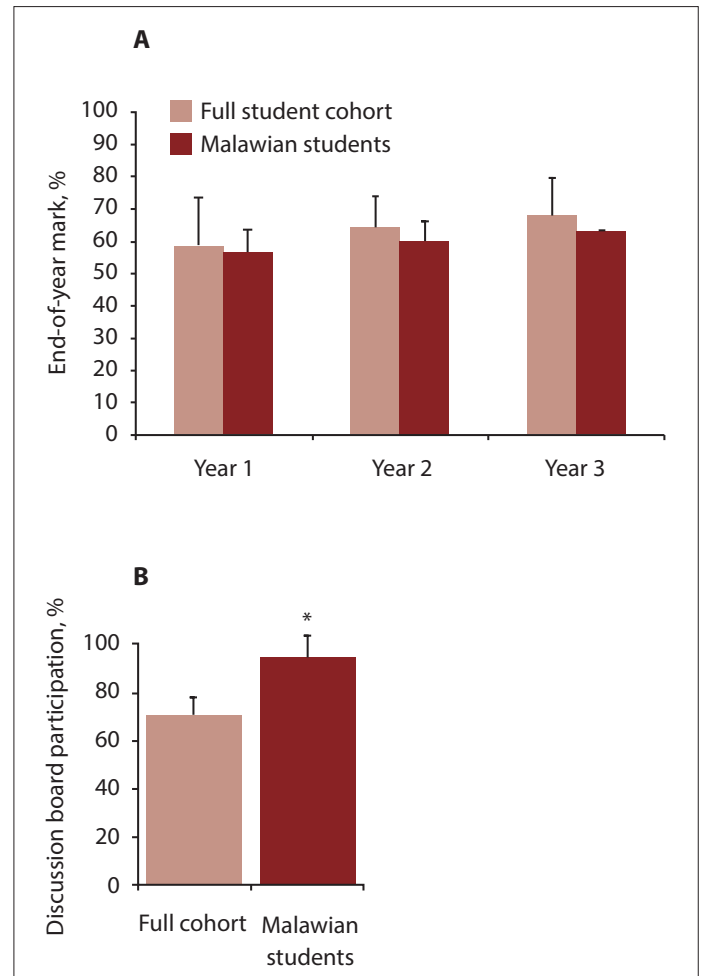 A
End-of-year mark, %
100
90
80
70
60
50
40
30
20
10
0
Full student cohort
Malawian students
Year 1
Year 2
Year 3
B
Discussion board participation, %
100
80
60
40
20
0
*
Full cohort
Malawian
students